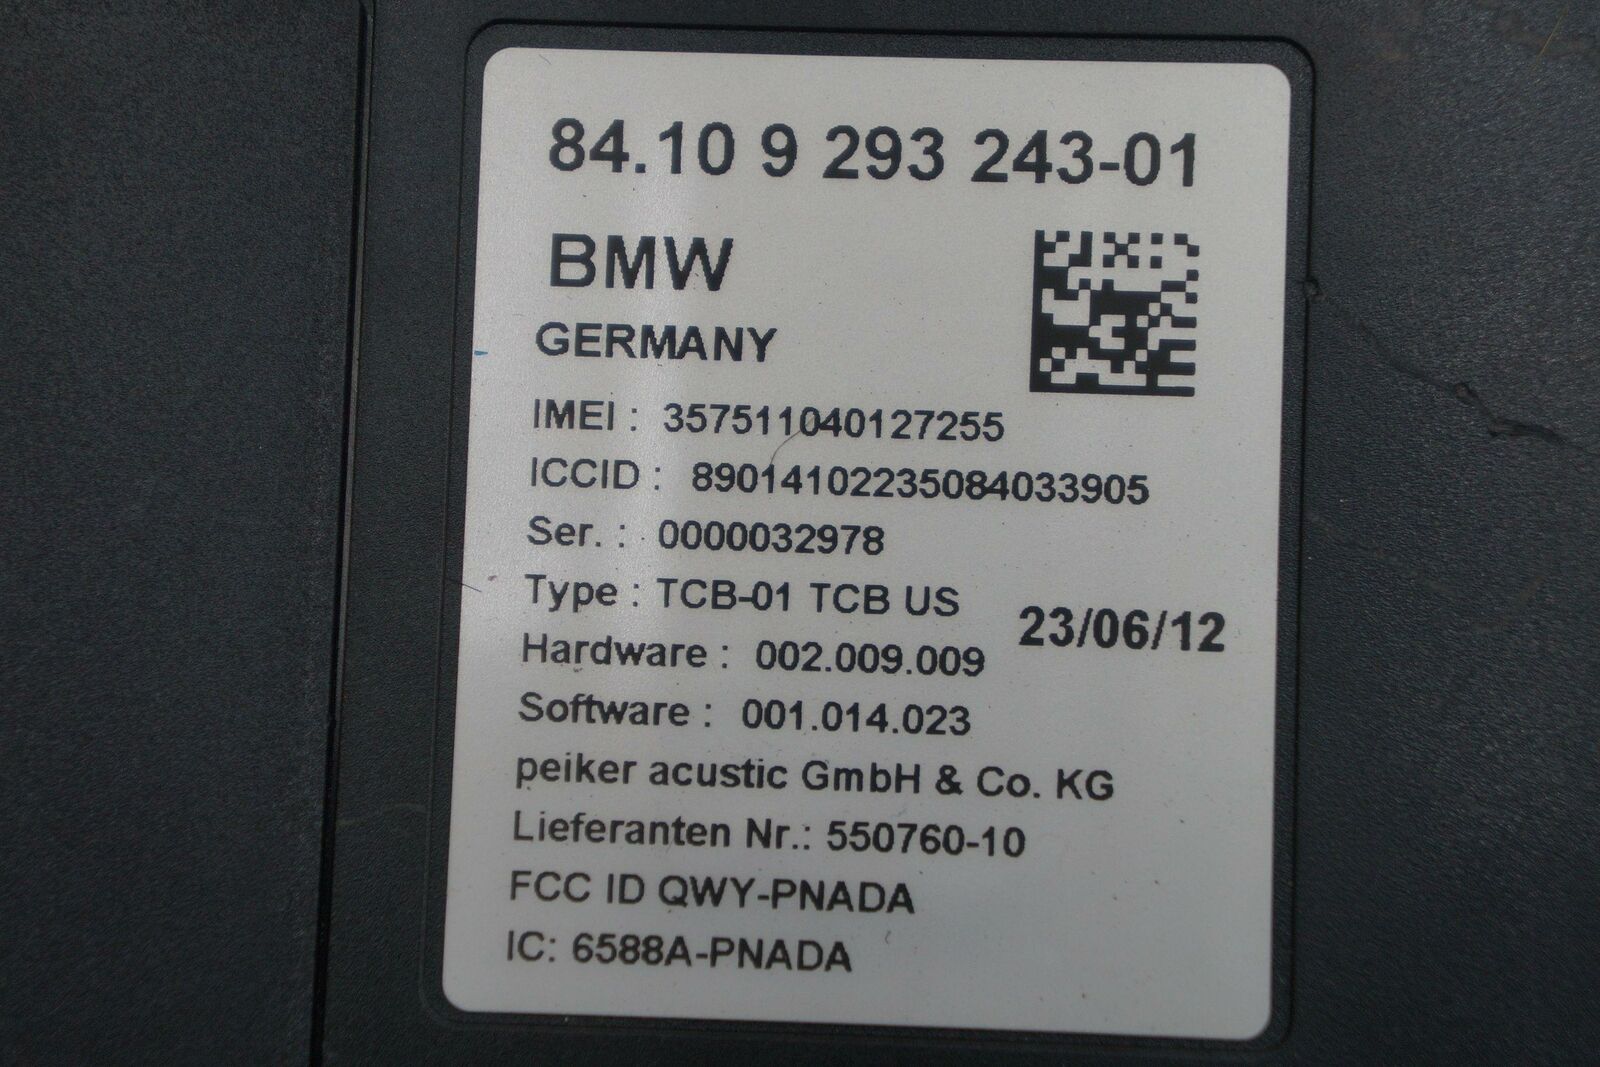 84.10 9 293 243-01
BMW
GERMANY
IMEI : 357511040127255
ICCID : 89014102235084033905
Ser. : 0000032978
Type : TCB-01 TCB US
23/06/12
Hardware : 002.009.009
Software : 001.014.023
peiker acustic GmbH & Co. KG
Lieferanten Nr.: 550760-10
FCC ID QWY-PNADA
IC: 6588A-PNADA